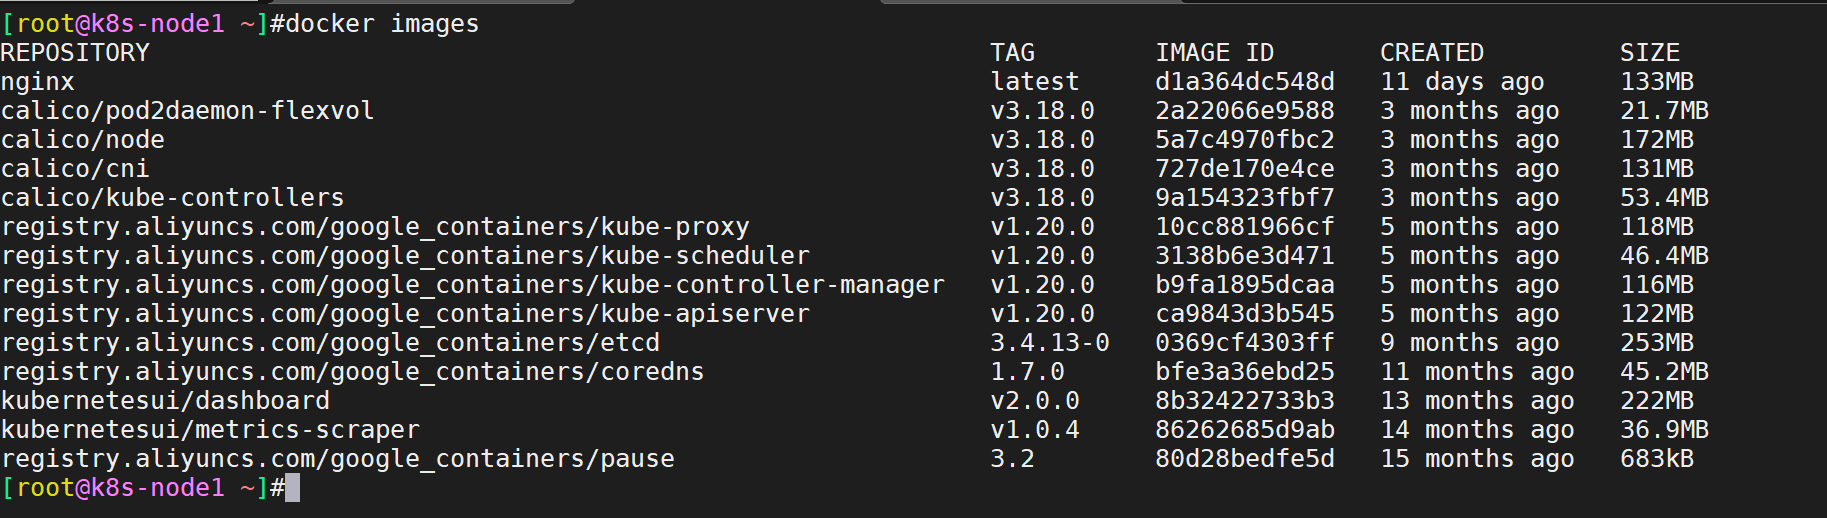 [root@k8s-node1 ~]#docker images
REPOSITORY TAG IMAGE ID CREATED SIZE
nginx latest d1a364dc548d 11 days ago 133MB
calico/pod2daemon-flexvol v3.18.0 2a22066e9588 3 months ago 21.7MB
calico/node v3.18.0 5a7c4970fbc2 3 months ago 172MB
calico/cni v3.18.0 727de170e4ce 3 months ago 131MB
calico/kube-controllers v3.18.0 9a154323fbf7 3 months ago 53.4MB
registry.aliyuncs.com/google_containers/kube-proxy v1.20.0 10cc881966cf 5 months ago 118MB
registry.aliyuncs.com/google_containers/kube-scheduler v1.20.0 3138b6e3d471 5 months ago 46.4MB
registry.aliyuncs.com/google_containers/kube-controller-manager v1.20.0 b9fa1895dcaa 5 months ago 116MB
registry.aliyuncs.com/google_containers/kube-apiserver v1.20.0 ca9843d3b545 5 months ago 122MB
registry.aliyuncs.com/google_containers/etcd 3.4.13-0 0369cf4303ff 9 months ago 253MB
registry.aliyuncs.com/google_containers/coredns 1.7.0 bfe3a36ebd25 11 months ago 45.2MB
kubernetesui/dashboard v2.0.0 8b32422733b3 13 months ago 222MB
kubernetesui/metrics-scraper v1.0.4 86262685d9ab 14 months ago 36.9MB
registry.aliyuncs.com/google_containers/pause 3.2 80d28bedfe5d 15 months ago 683kB
[root@k8s-node1 ~]#